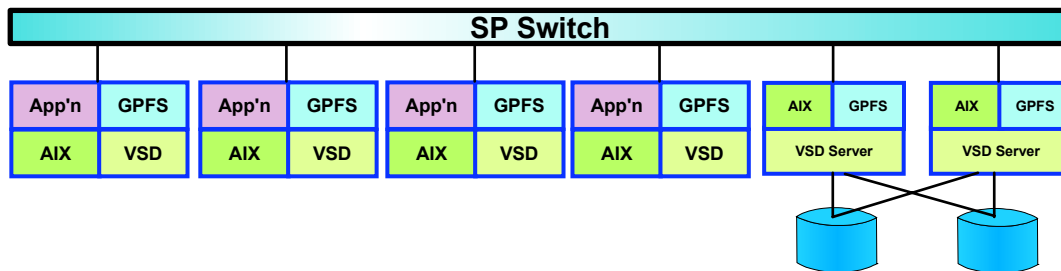 SP Switch
App'n GPFS App'n GPFS App'n GPFS App'n GPFS AIX GPFS AIX GPFS
AIX VSD AIX VSD AIX VSD AIX VSD VSD Server VSD Server